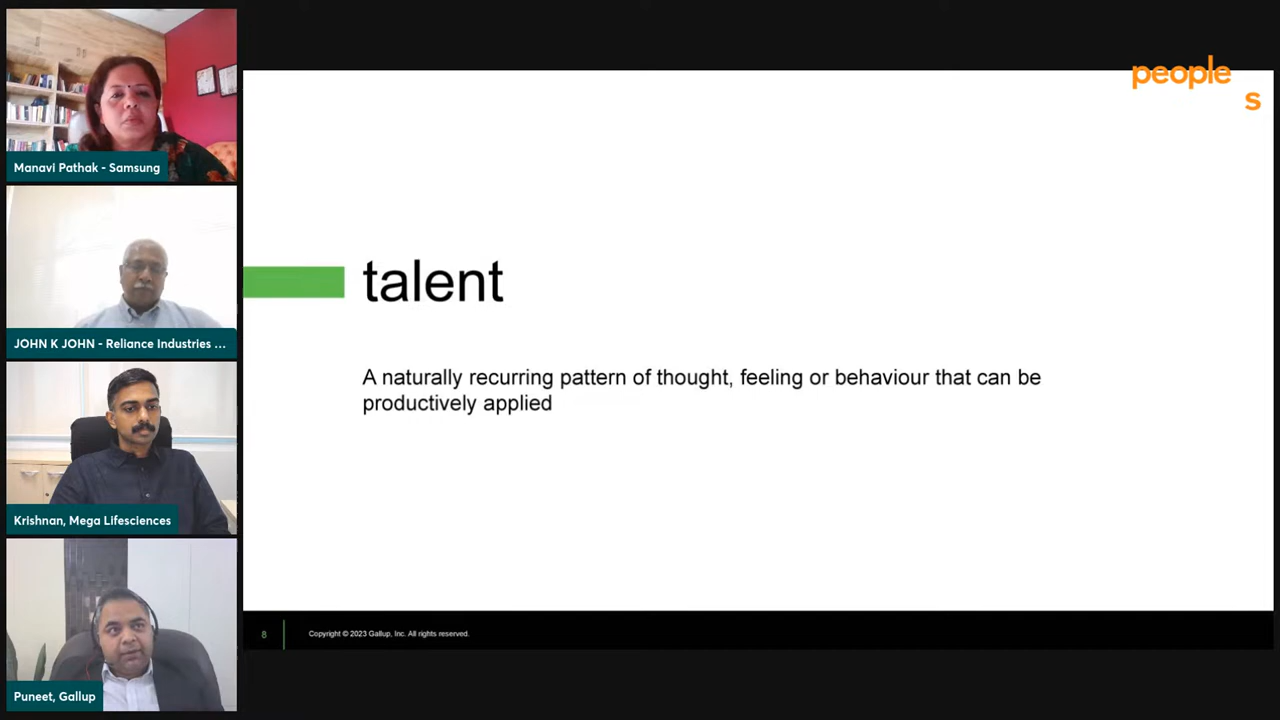 people
s
Manavi Pathak - Samsung
JOHN K JOHN - Reliance Industries ...
Krishnan, Mega Lifesciences
Puneet, Gallup
talent
A naturally recurring pattern of thought, feeling or behaviour that can be
productively applied
8
Copyright © 2023 Gallup, Inc. All rights reserved.